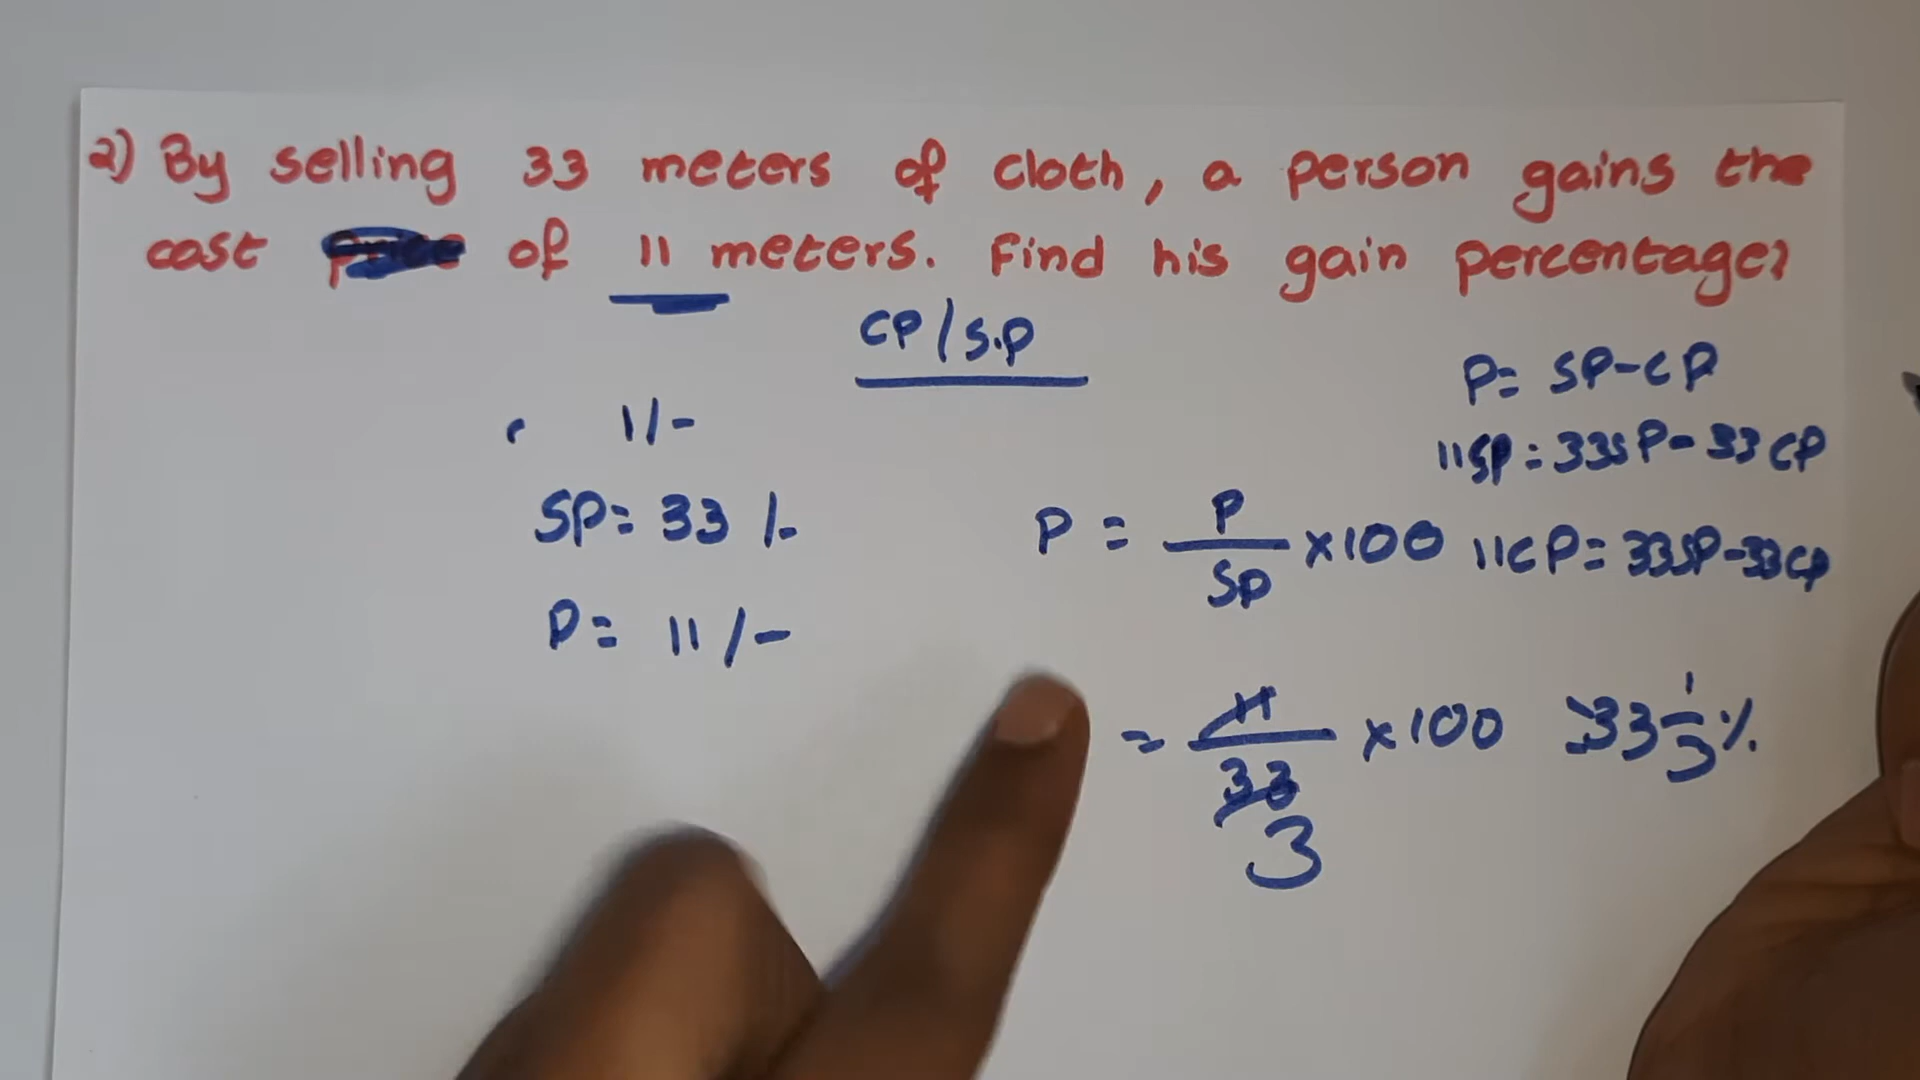 2) By selling 33 meters of cloth, a person gains the
cost of 11 meters. Find his gain percentage?
CP/S.P
P= SP-CP
1/-
11SP=33SP-33CP
SP= 33/-
P = P/SP ×100
11CP=33SP-33CP
P= 11/-
= 11/33 ×100 33 1/3 %
3